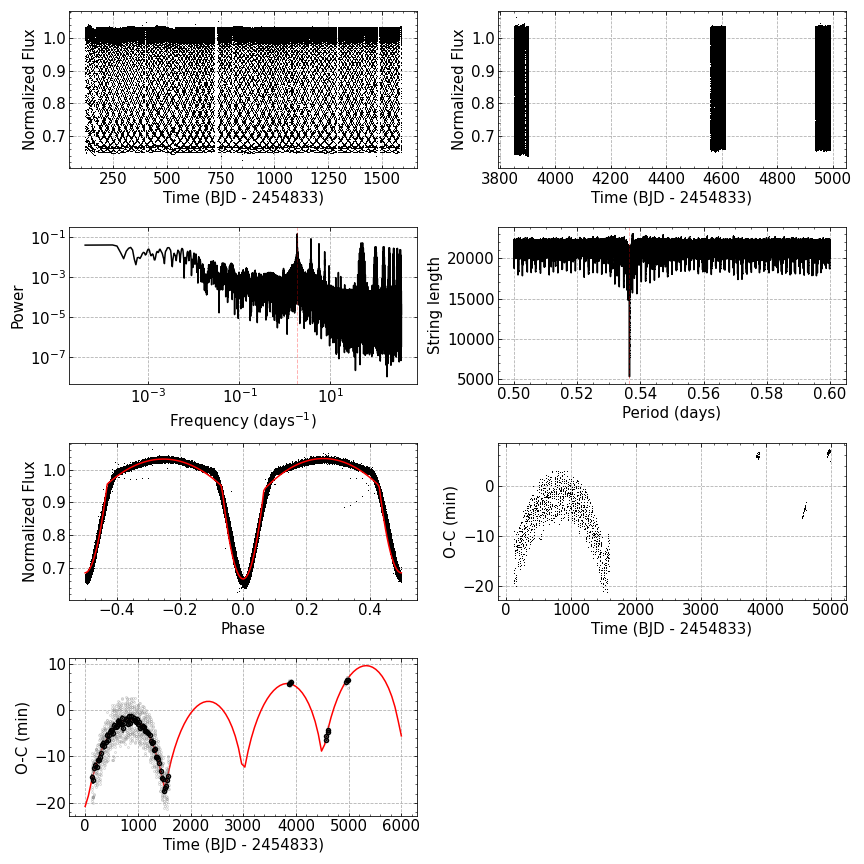 Normalized Flux
1.0
0.9
0.8
0.7
250 500 750 1000 1250 1500
Time (BJD - 2454833)
Normalized Flux
1.0
0.9
0.8
0.7
3800 4000 4200 4400 4600 4800 5000
Time (BJD - 2454833)
Power
10⁻¹
10⁻³
10⁻⁵
10⁻⁷
10⁻³ 10⁻¹ 10¹
Frequency (days⁻¹)
String length
20000
15000
10000
5000
0.50 0.52 0.54 0.56 0.58 0.60
Period (days)
Normalized Flux
1.0
0.9
0.8
0.7
−0.4 −0.2 0.0 0.2 0.4
Phase
O-C (min)
0
−10
−20
0 1000 2000 3000 4000 5000
Time (BJD - 2454833)
O-C (min)
10
0
−10
−20
0 1000 2000 3000 4000 5000 6000
Time (BJD - 2454833)